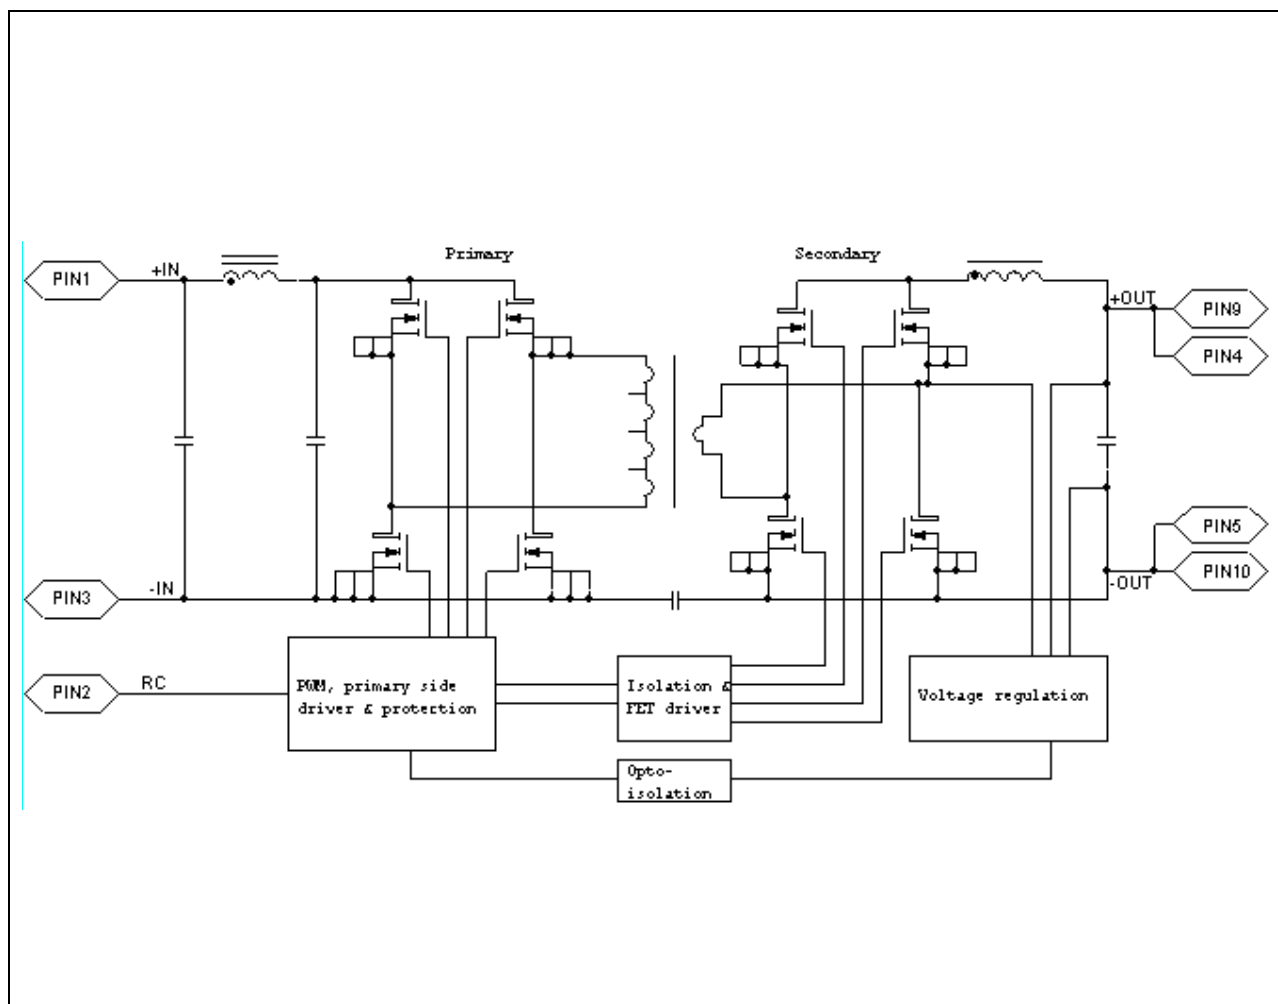 Primary
Secondary
PIN1
+IN
+OUT
PIN9
PIN4
PIN5
PIN3
-IN
-OUT
PIN10
PIN2
RC
PWM, primary side
driver & protection
Isolation &
FET driver
Voltage regulation
Opto-
isolation